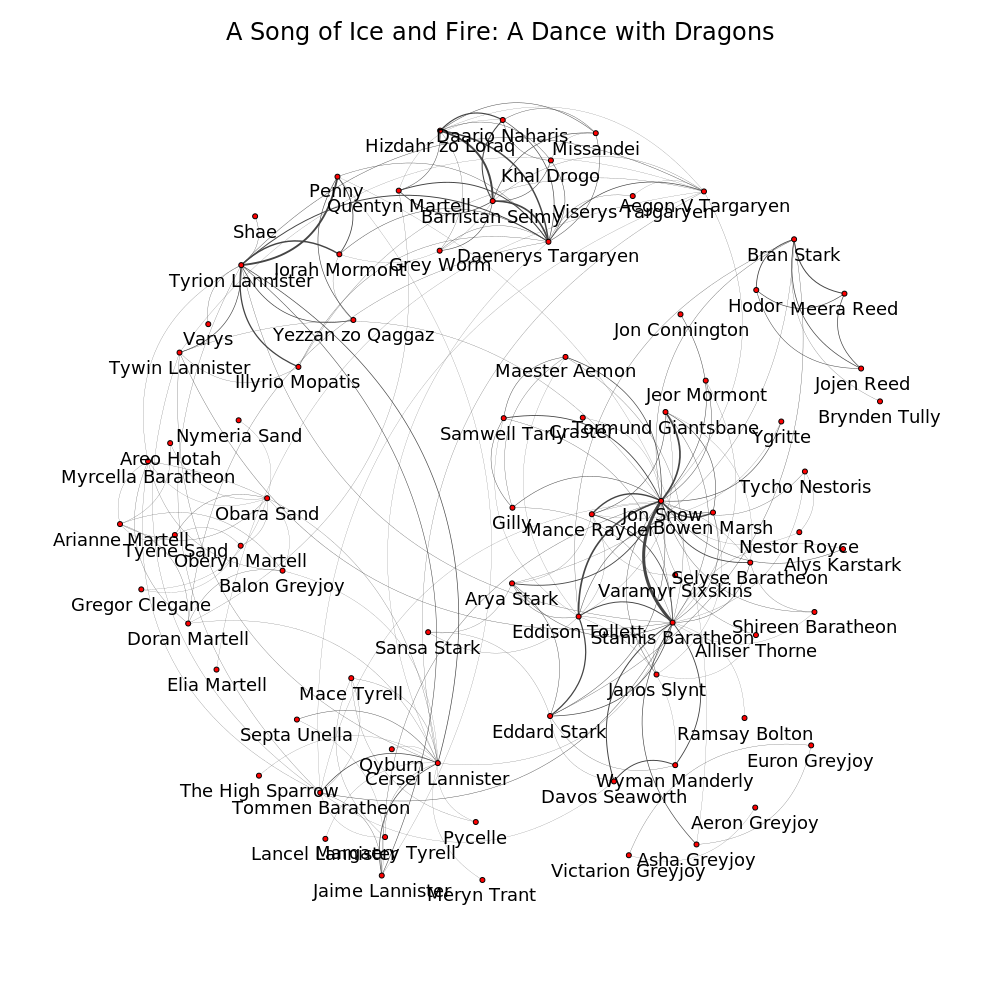 A Song of Ice and Fire: A Dance with Dragons
Daario Naharis
Hizdahr zo Loraq
Missandei
Khal Drogo
Penny
Quentyn Martell
Aegon V Targaryen
Viserys Targaryen
Barristan Selmy
Shae
Bran Stark
Daenerys Targaryen
Grey Worm
Jorah Mormont
Tyrion Lannister
Hodor
Meera Reed
Jon Connington
Yezzan zo Qaggaz
Varys
Tywin Lannister
Maester Aemon
Illyrio Mopatis
Jojen Reed
Jeor Mormont
Brynden Tully
Tormund Giantsbane
Craster
Samwell Tarly
Nymeria Sand
Ygritte
Areo Hotah
Myrcella Baratheon
Tycho Nestoris
Obara Sand
Jon Snow
Gilly
Mance Rayder
Bowen Marsh
Arianne Martell
Tyene Sand
Nestor Royce
Oberyn Martell
Alys Karstark
Selyse Baratheon
Balon Greyjoy
Varamyr Sixskins
Arya Stark
Gregor Clegane
Shireen Baratheon
Eddison Tollett
Stannis Baratheon
Doran Martell
Sansa Stark
Alliser Thorne
Elia Martell
Janos Slynt
Mace Tyrell
Eddard Stark
Ramsay Bolton
Septa Unella
Euron Greyjoy
Qyburn
Cersei Lannister
Wyman Manderly
The High Sparrow
Davos Seaworth
Tommen Baratheon
Aeron Greyjoy
Pycelle
Lancel Lannister
Margaery Tyrell
Asha Greyjoy
Victarion Greyjoy
Jaime Lannister
Meryn Trant